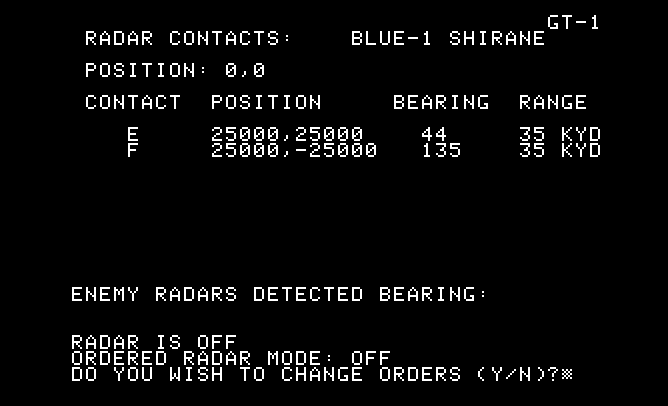 GT-1
RADAR CONTACTS: BLUE-1 SHIRANE
POSITION: 0,0
CONTACT POSITION BEARING RANGE
E 25000,25000 44 35 KYD
F 25000,-25000 135 35 KYD
ENEMY RADARS DETECTED BEARING:
RADAR IS OFF
ORDERED RADAR MODE: OFF
DO YOU WISH TO CHANGE ORDERS (Y/N)?